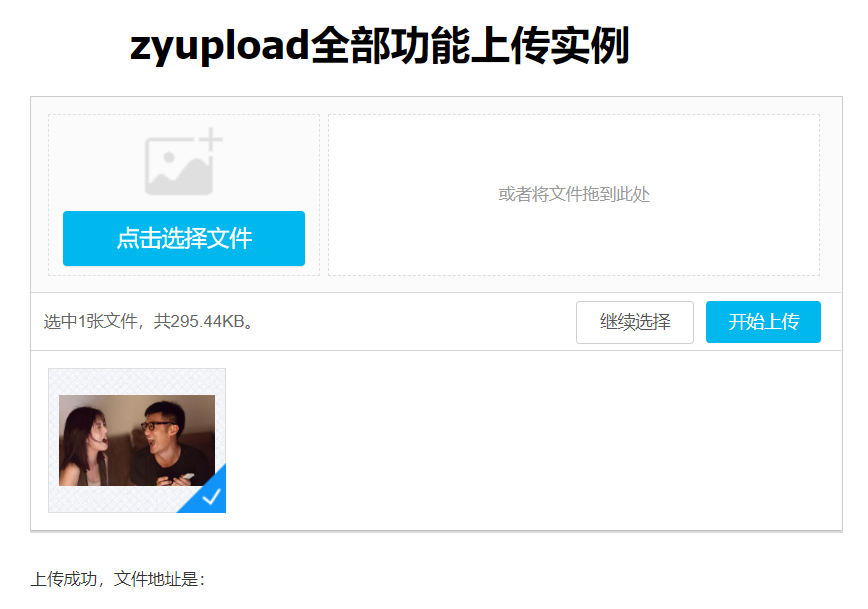 zyupload全部功能上传实例
或者将文件拖到此处
点击选择文件
选中1张文件，共295.44KB。
继续选择
开始上传
上传成功，文件地址是：